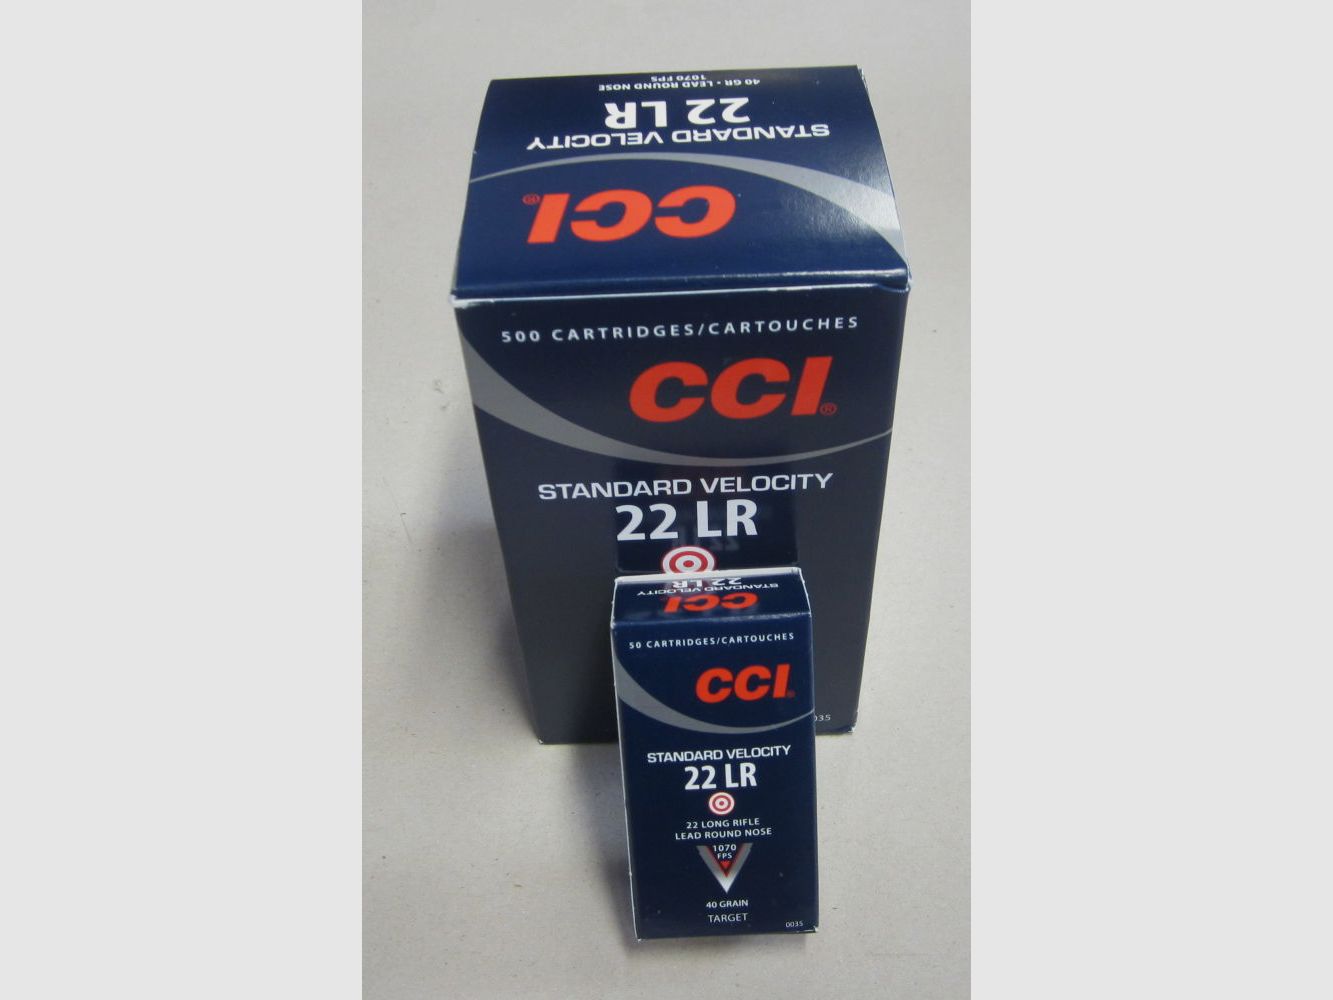 40 GR • LEAD ROUND NOSE
1070 FPS
22 LR
STANDARD VELOCITY
CCI®
500 CARTRIDGES/CARTOUCHES
CCI®
STANDARD VELOCITY
22 LR
035
22 LR
STANDARD VELOCITY
CCI
50 CARTRIDGES/CARTOUCHES
CCI®
STANDARD VELOCITY
22 LR
22 LONG RIFLE
LEAD ROUND NOSE
1070
FPS
40 GRAIN
TARGET
0035